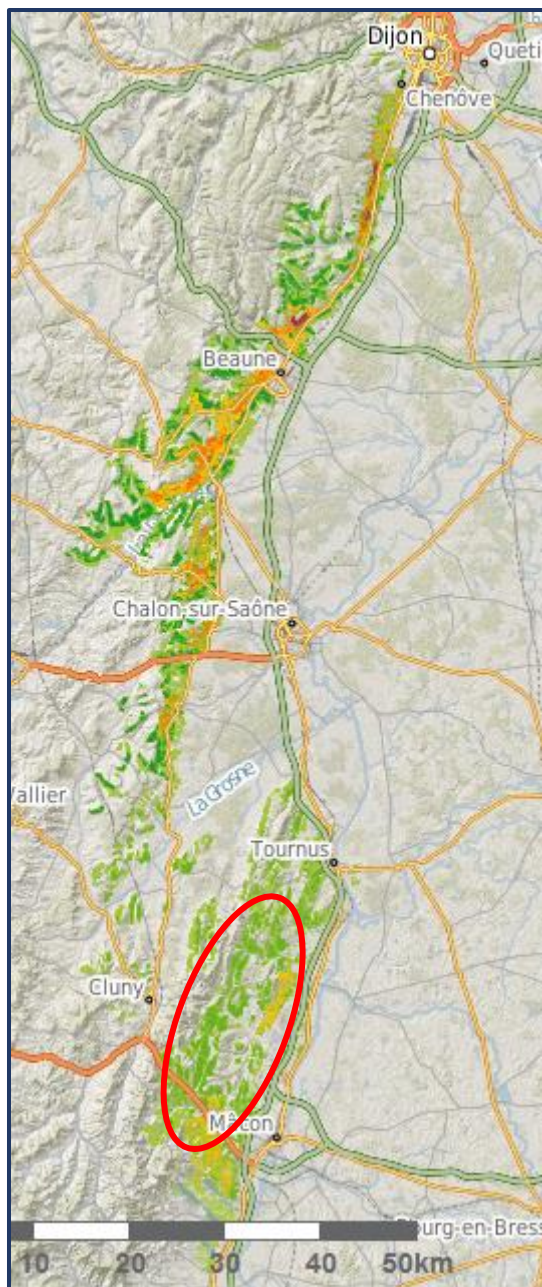 Dijon
Queti
Chenôve
Beaune
Chalon-sur-Saône
Vallier
La Grosne
Tournus
Cluny
Mâcon
Bourg-en-Bress
10 20 30 40 50km